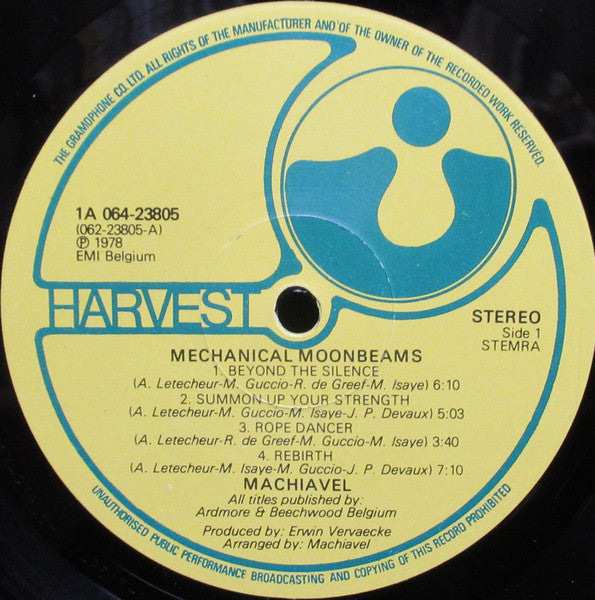 THE GRAMOPHONE CO. LTD. ALL RIGHTS OF THE MANUFACTURER AND OF THE OWNER OF THE RECORDED WORK RESERVED.
1A 064-23805
(062-23805-A)
Ⓟ 1978
EMI Belgium
HARVEST
STEREO
Side 1
STEMRA
MECHANICAL MOONBEAMS
1. BEYOND THE SILENCE
(A. Letecheur-M. Guccio-R. de Greef-M. Isaye) 6:10
2. SUMMON UP YOUR STRENGTH
(A. Letecheur-M. Guccio-M. Isaye-J. P. Devaux) 5:03
3. ROPE DANCER
(A. Letecheur-R. de Greef-M. Guccio-M. Isaye) 3:40
4. REBIRTH
(A. Letecheur-M. Isaye-M. Guccio-J. P. Devaux) 7:10
MACHIAVEL
All titles published by:
Ardmore & Beechwood Belgium
Produced by: Erwin Vervaecke
Arranged by: Machiavel
UNAUTHORISED PUBLIC PERFORMANCE BROADCASTING AND COPYING OF THIS RECORD PROHIBITED